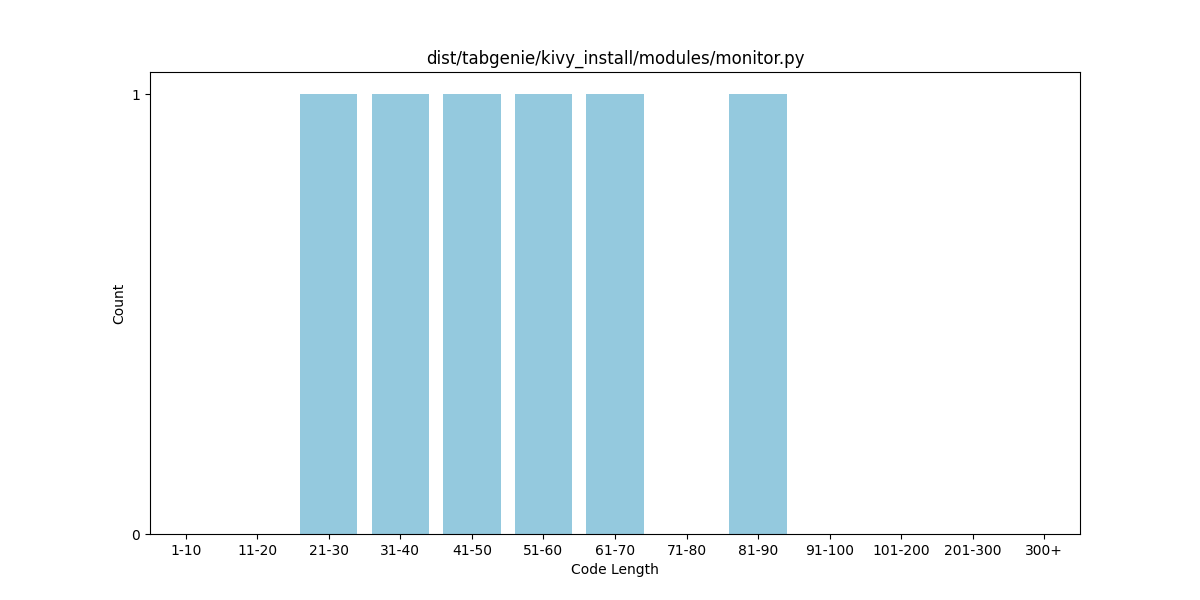 dist/tabgenie/kivy_install/modules/monitor.py
1
Count
0
1-10 11-20 21-30 31-40 41-50 51-60 61-70 71-80 81-90 91-100 101-200 201-300 300+
Code Length